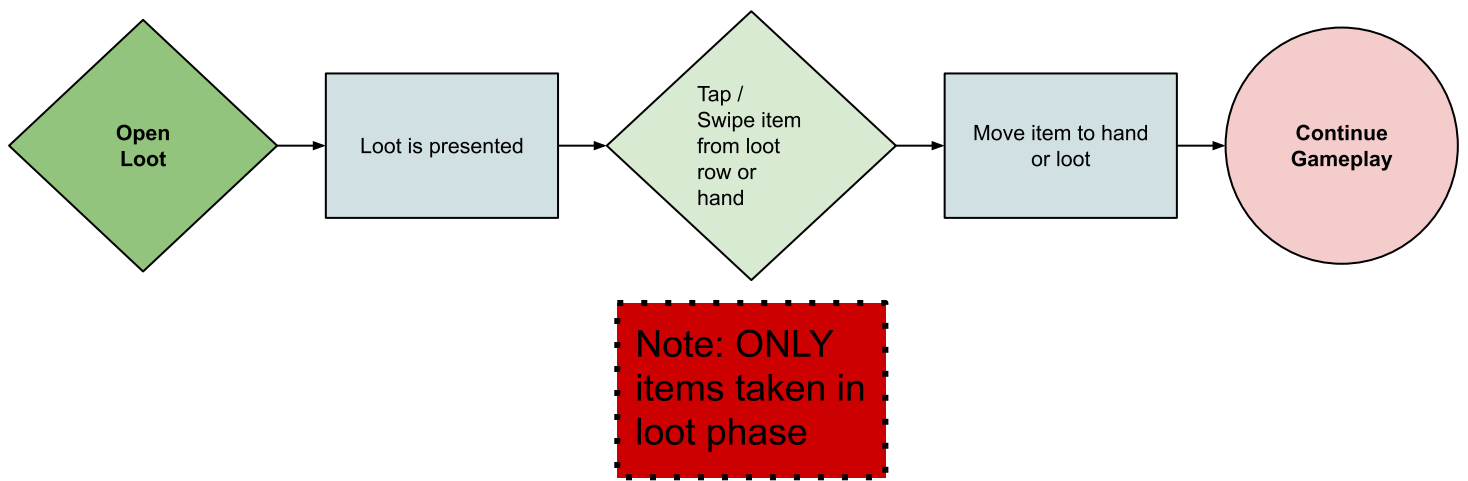 Open
Loot
Loot is presented
Tap /
Swipe item
from loot
row or
hand
Move item to hand
or loot
Continue
Gameplay
Note: ONLY
items taken in
loot phase